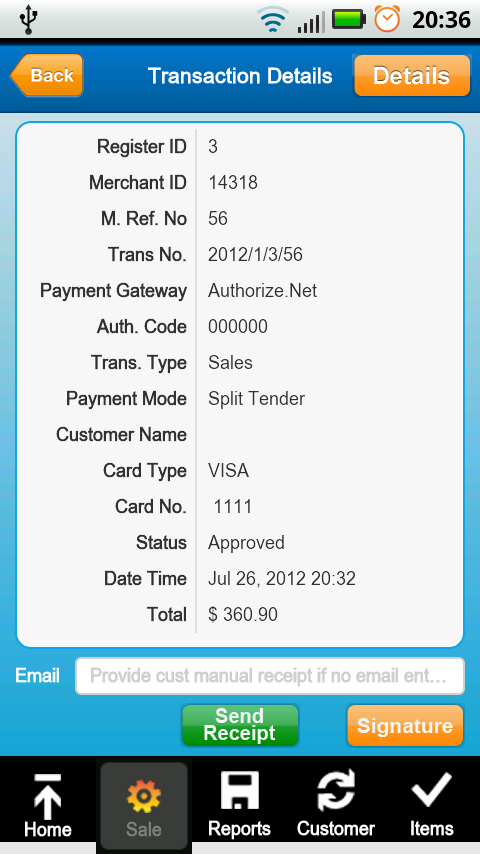 20:36
Back Transaction Details Details
Register ID 3
Merchant ID 14318
M. Ref. No 56
Trans No. 2012/1/3/56
Payment Gateway Authorize.Net
Auth. Code 000000
Trans. Type Sales
Payment Mode Split Tender
Customer Name
Card Type VISA
Card No. 1111
Status Approved
Date Time Jul 26, 2012 20:32
Total $ 360.90
Email Provide cust manual receipt if no email ent...
Send
Receipt
Signature
Home Sale Reports Customer Items